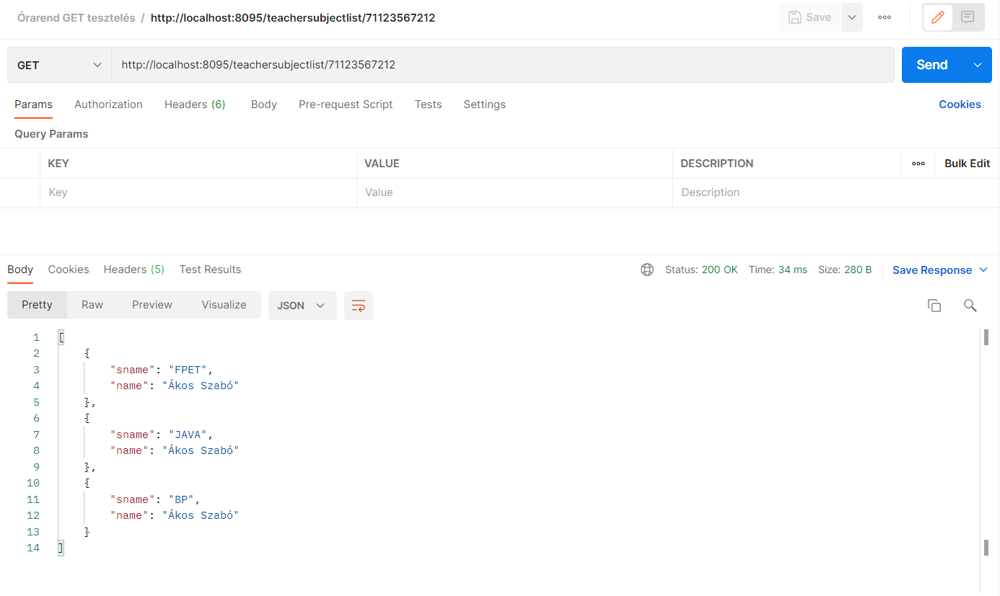 Órarend GET tesztelés / http://localhost:8095/teachersubjectlist/71123567212
Save
GET http://localhost:8095/teachersubjectlist/71123567212 Send
Params Authorization Headers (6) Body Pre-request Script Tests Settings Cookies
Query Params
KEY VALUE DESCRIPTION Bulk Edit
Key Value Description
Body Cookies Headers (5) Test Results Status: 200 OK Time: 34 ms Size: 280 B Save Response
Pretty Raw Preview Visualize JSON
1 [
2 {
3 "sname": "FPET",
4 "name": "Ákos Szabó"
5 },
6 {
7 "sname": "JAVA",
8 "name": "Ákos Szabó"
9 },
10 {
11 "sname": "BP",
12 "name": "Ákos Szabó"
13 }
14 ]